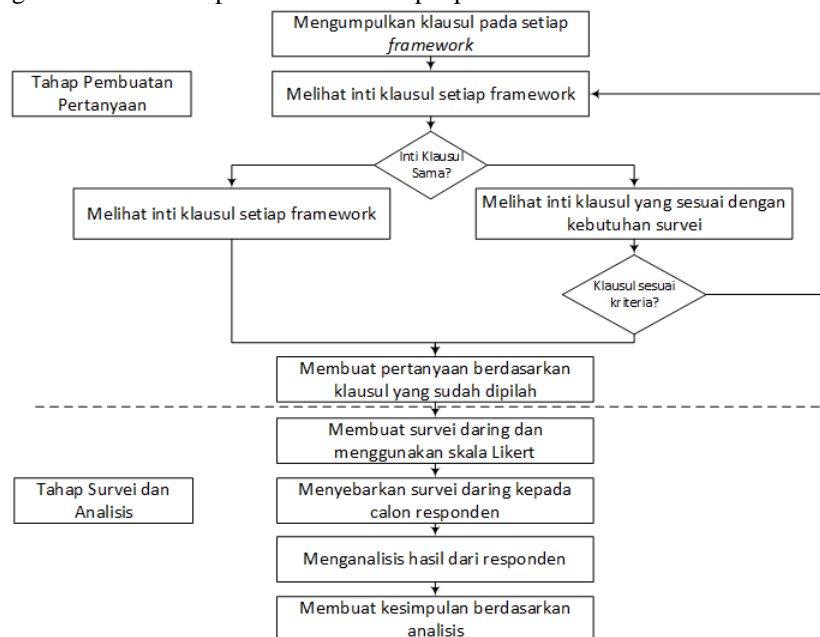 Mengumpulkan klausul pada setiap
framework
Tahap Pembuatan
Pertanyaan
Melihat inti klausul setiap framework
Inti Klausul
Sama?
Melihat inti klausul setiap framework
Melihat inti klausul yang sesuai dengan
kebutuhan survei
Klausul sesuai
kriteria?
Membuat pertanyaan berdasarkan
klausul yang sudah dipilah
Membuat survei daring dan
menggunakan skala Likert
Tahap Survei dan
Analisis
Menyebarkan survei daring kepada
calon responden
Menganalisis hasil dari responden
Membuat kesimpulan berdasarkan
analisis